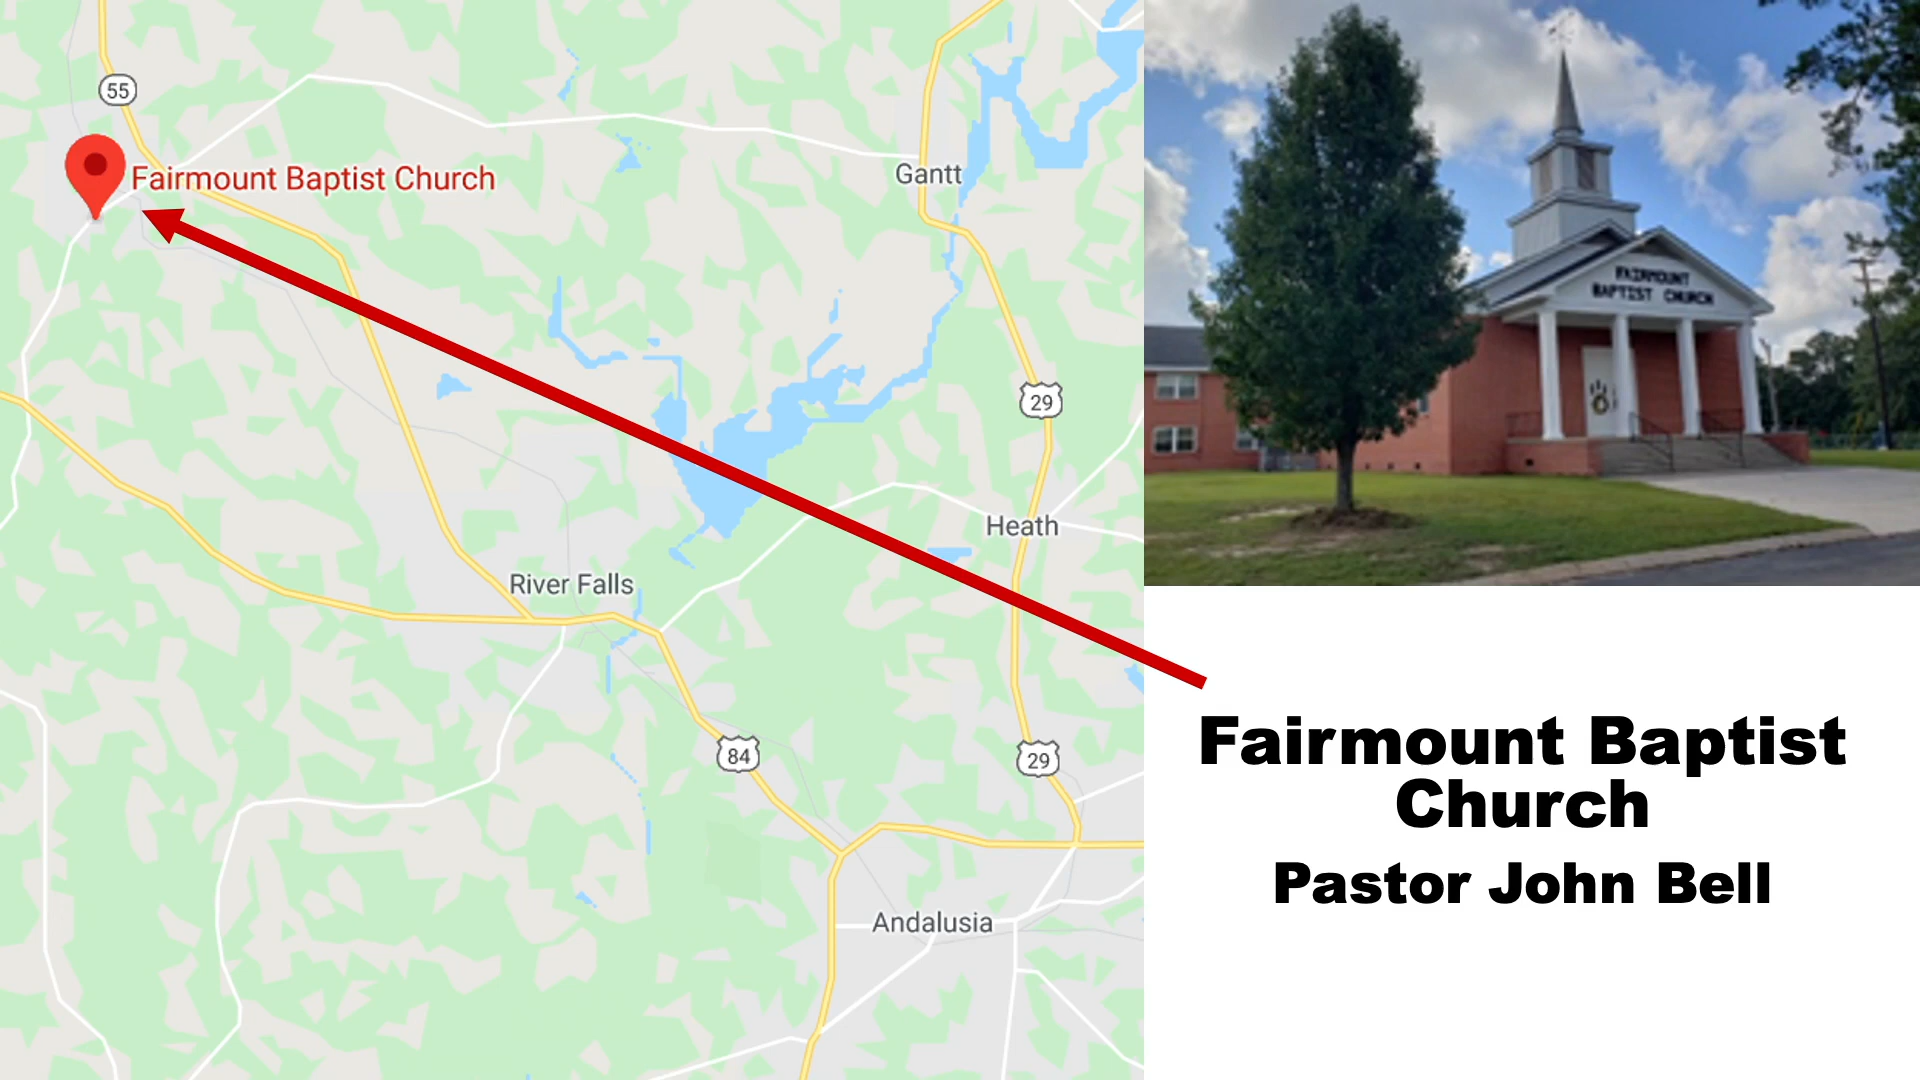 55
Fairmount Baptist Church
Gantt
29
Heath
River Falls
84
29
Andalusia
FAIRMOUNT
BAPTIST CHURCH
Fairmount Baptist
Church
Pastor John Bell